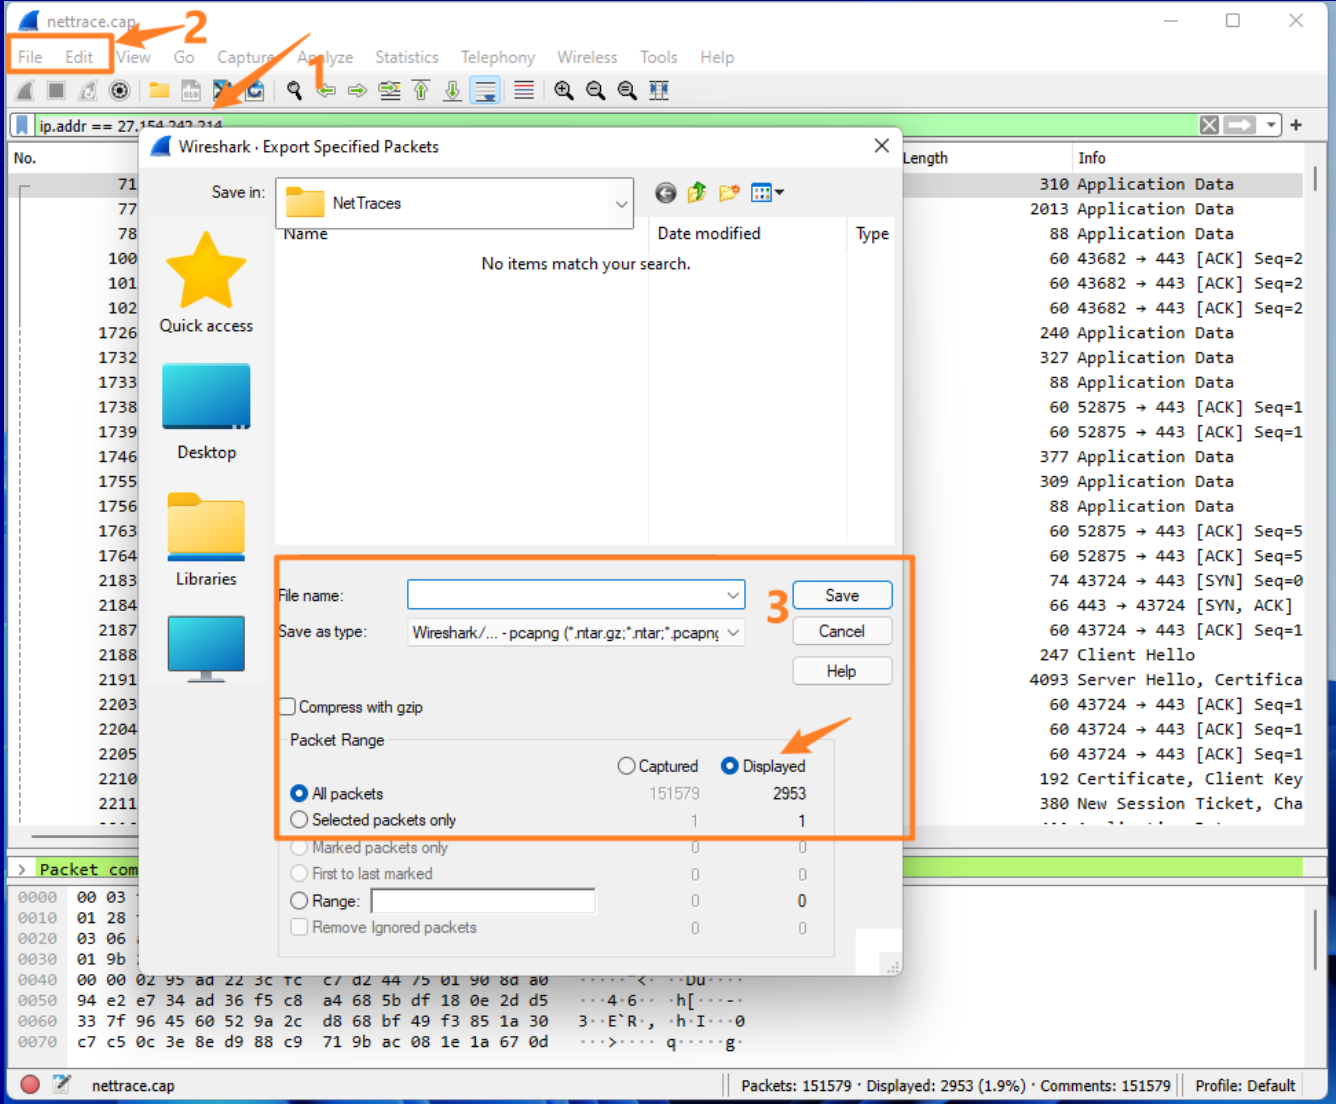 nettrace.cap
2
File Edit View Go Capture Analyze Statistics Telephony Wireless Tools Help
1
ip.addr == 27.154.242.214
Wireshark · Export Specified Packets
No. Length Info
Save in: NetTraces
Name Date modified Type
No items match your search.
Quick access
Desktop
Libraries
71 310 Application Data
77 2013 Application Data
78 88 Application Data
100 60 43682 → 443 [ACK] Seq=2
101 60 43682 → 443 [ACK] Seq=2
102 60 43682 → 443 [ACK] Seq=2
1726 240 Application Data
1732 327 Application Data
1733 88 Application Data
1738 60 52875 → 443 [ACK] Seq=1
1739 60 52875 → 443 [ACK] Seq=1
1746 377 Application Data
1755 309 Application Data
1756 88 Application Data
1763 60 52875 → 443 [ACK] Seq=5
1764 60 52875 → 443 [ACK] Seq=5
2183 74 43724 → 443 [SYN] Seq=0
2184 66 443 → 43724 [SYN, ACK]
2187 60 43724 → 443 [ACK] Seq=1
2188 247 Client Hello
2191 4093 Server Hello, Certifica
2203 60 43724 → 443 [ACK] Seq=1
2204 60 43724 → 443 [ACK] Seq=1
2205 60 43724 → 443 [ACK] Seq=1
2210 192 Certificate, Client Key
2211 380 New Session Ticket, Cha
File name: 3 Save
Save as type: Wireshark/... - pcapng (*.ntar.gz;*.ntar;*.pcapng Cancel
Help
Compress with gzip
Packet Range
Captured Displayed
All packets 151579 2953
Selected packets only 1 1
Marked packets only 0 0
First to last marked 0 0
Range: 0 0
Remove Ignored packets 0 0
Packet com
0000 00 03
0010 01 28
0020 03 06
0030 01 9b
0040 00 00 02 95 ad 22 3c fc c7 d2 44 75 01 90 8d a0 ·····"<· ··Du····
0050 94 e2 e7 34 ad 36 f5 c8 a4 68 5b df 18 0e 2d d5 ···4·6·· ·h[···-·
0060 33 7f 96 45 60 52 9a 2c d8 68 bf 49 f3 85 1a 30 3··E`R·, ·h·I···0
0070 c7 c5 0c 3e 8e d9 88 c9 71 9b ac 08 1e 1a 67 0d ···>···· q·····g·
nettrace.cap Packets: 151579 · Displayed: 2953 (1.9%) · Comments: 151579 Profile: Default